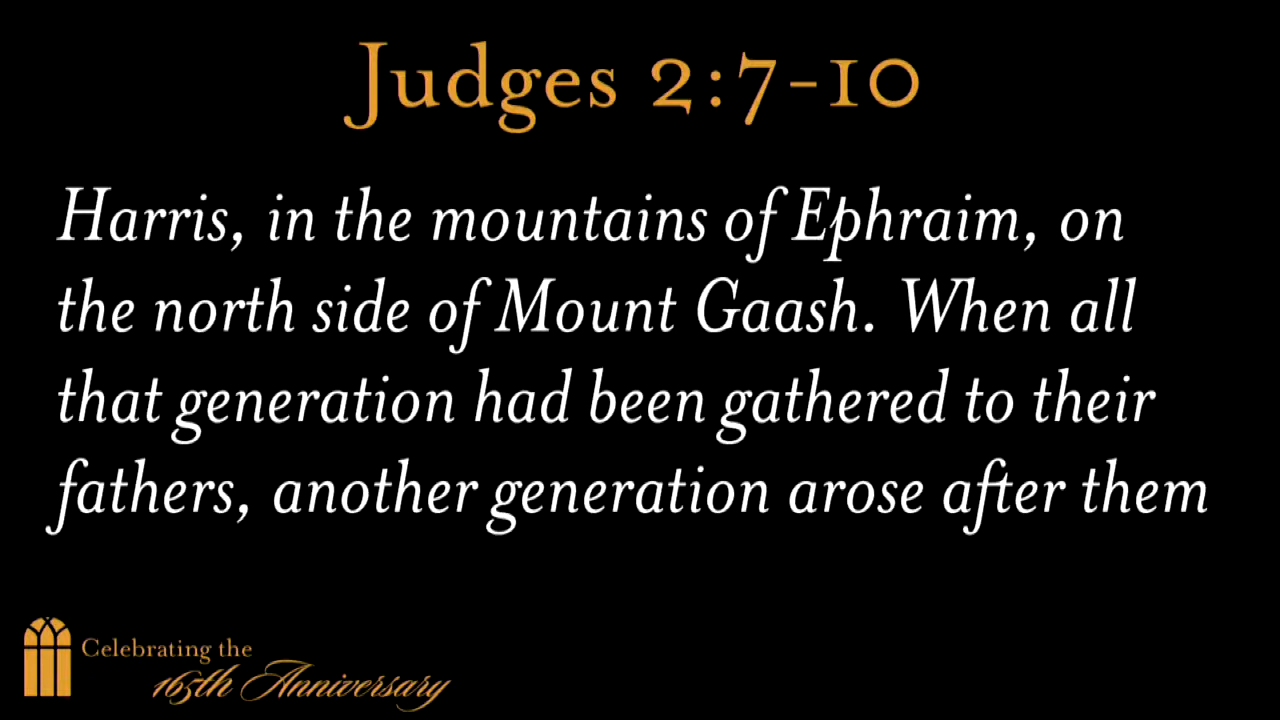 Judges 2:7-10
Harris, in the mountains of Ephraim, on
the north side of Mount Gaash. When all
that generation had been gathered to their
fathers, another generation arose after them
Celebrating the
165th Anniversary